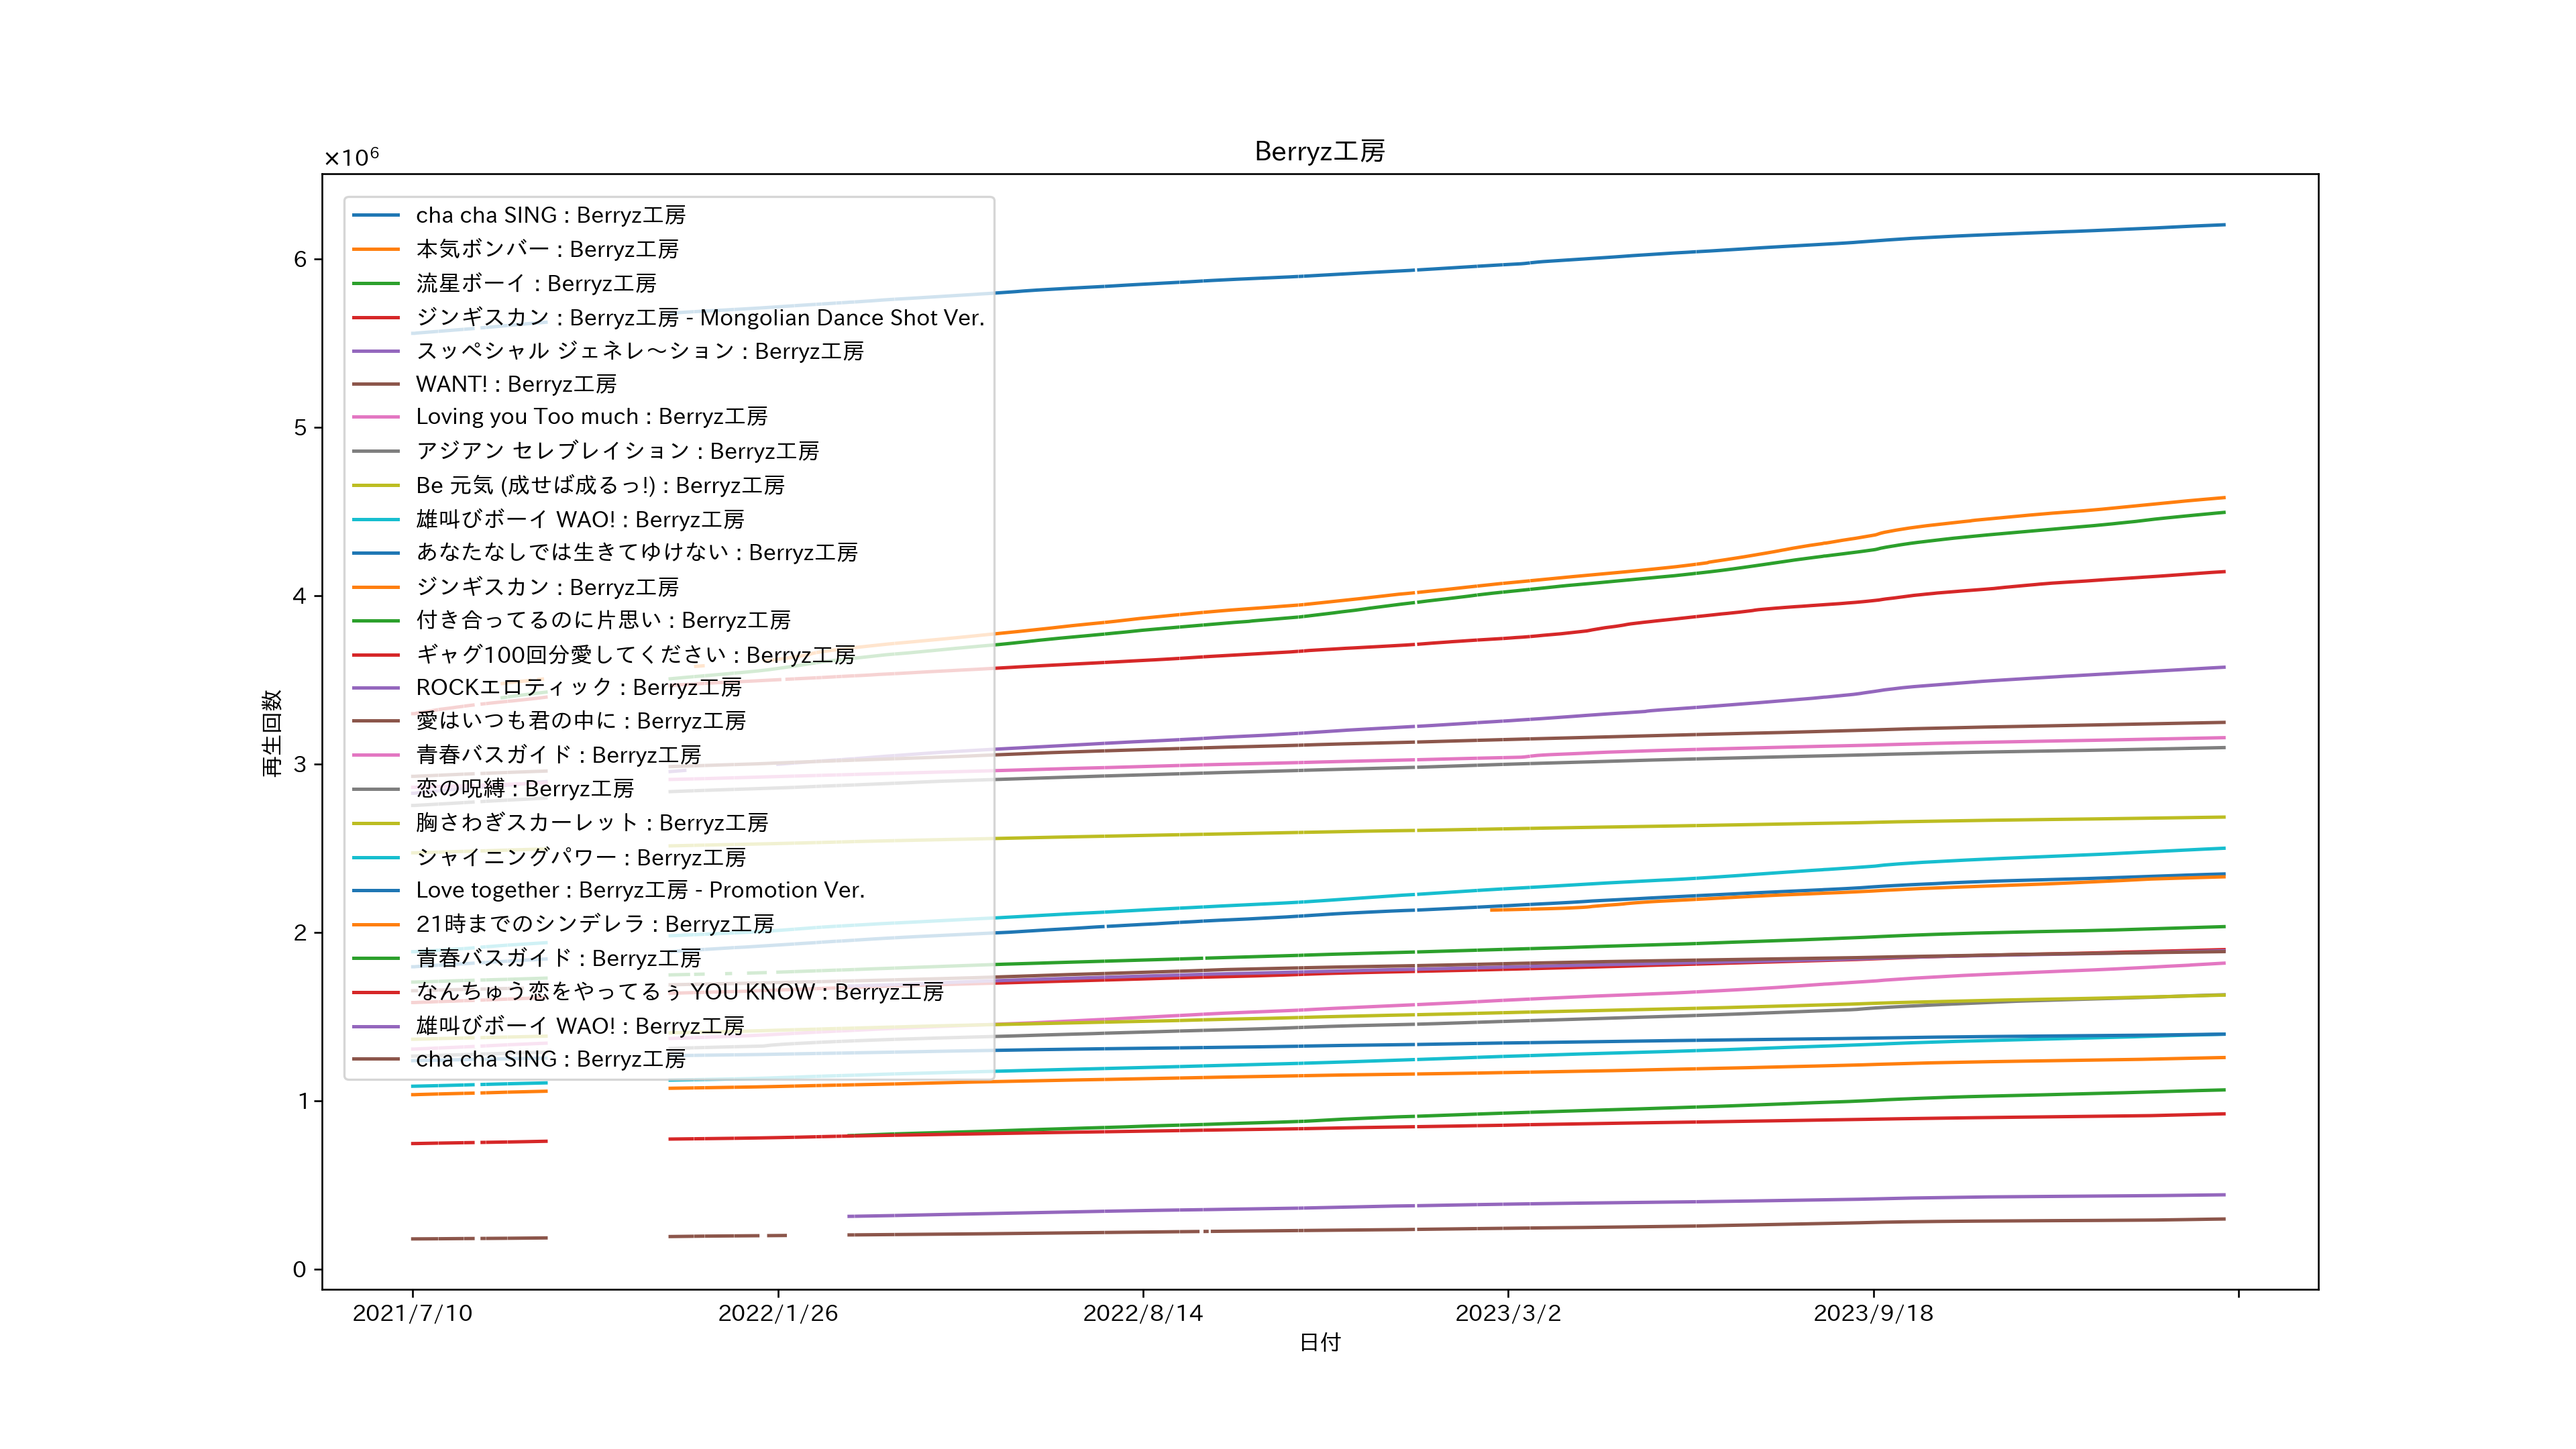 Berryz工房
×10⁶
cha cha SING : Berryz工房
本気ボンバー : Berryz工房
流星ボーイ : Berryz工房
ジンギスカン : Berryz工房 - Mongolian Dance Shot Ver.
スッペシャル ジェネレ～ション : Berryz工房
WANT! : Berryz工房
Loving you Too much : Berryz工房
アジアン セレブレイション : Berryz工房
Be 元気 (成せば成るっ!) : Berryz工房
雄叫びボーイ WAO! : Berryz工房
あなたなしでは生きてゆけない : Berryz工房
ジンギスカン : Berryz工房
付き合ってるのに片思い : Berryz工房
ギャグ100回分愛してください : Berryz工房
ROCKエロティック : Berryz工房
愛はいつも君の中に : Berryz工房
青春バスガイド : Berryz工房
恋の呪縛 : Berryz工房
胸さわぎスカーレット : Berryz工房
シャイニングパワー : Berryz工房
Love together : Berryz工房 - Promotion Ver.
21時までのシンデレラ : Berryz工房
青春バスガイド : Berryz工房
なんちゅう恋をやってるぅ YOU KNOW : Berryz工房
雄叫びボーイ WAO! : Berryz工房
cha cha SING : Berryz工房
6
5
4
3
2
1
0
再生回数
2021/7/10 2022/1/26 2022/8/14 2023/3/2 2023/9/18
日付